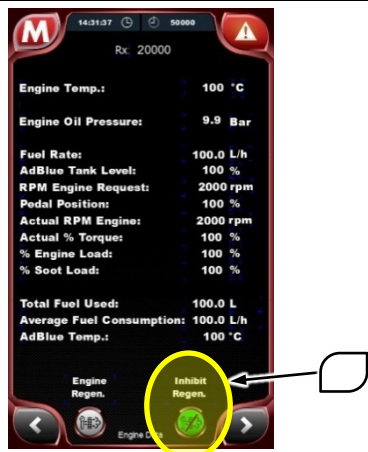 M 14:31:37 50000
Rx: 20000
Engine Temp.: 100 °C
Engine Oil Pressure: 9.9 Bar
Fuel Rate: 100.0 L/h
AdBlue Tank Level: 100 %
RPM Engine Request: 2000 rpm
Pedal Position: 100 %
Actual RPM Engine: 2000 rpm
Actual % Torque: 100 %
% Engine Load: 100 %
% Soot Load: 100 %
Total Fuel Used: 100.0 L
Average Fuel Consumption: 100.0 L/h
AdBlue Temp.: 100 °C
Engine Inhibit
Regen. Regen.
Engine Data